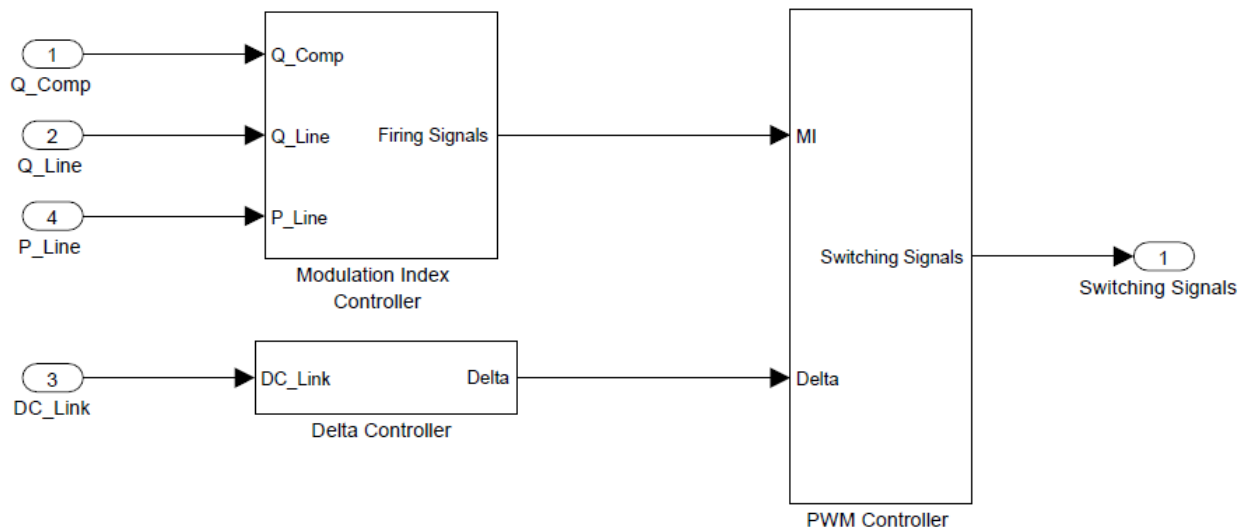 1
Q_Comp
2
Q_Line
4
P_Line
Q_Comp
Q_Line
Firing Signals
P_Line
Modulation Index
Controller
3
DC_Link
DC_Link
Delta
Delta Controller
MI
Switching Signals
Delta
PWM Controller
1
Switching Signals